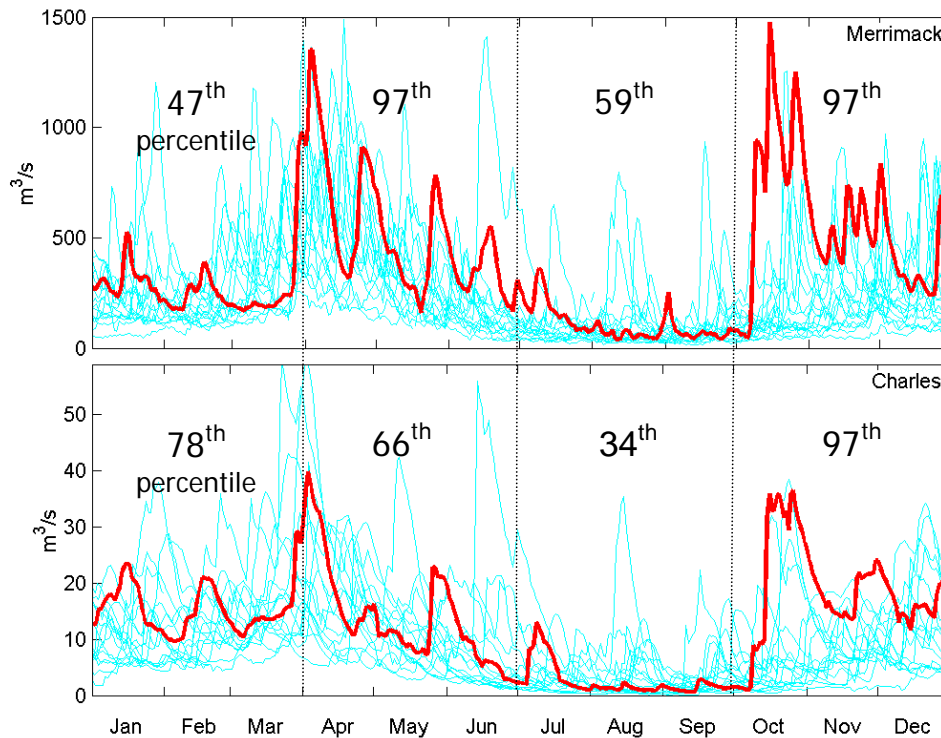 1500
Merrimack
47th
percentile
97th
59th
97th
1000
m3/s
500
0
Charles
50
78th
percentile
66th
34th
97th
40
m3/s
30
20
10
0
Jan Feb Mar Apr May Jun Jul Aug Sep Oct Nov Dec